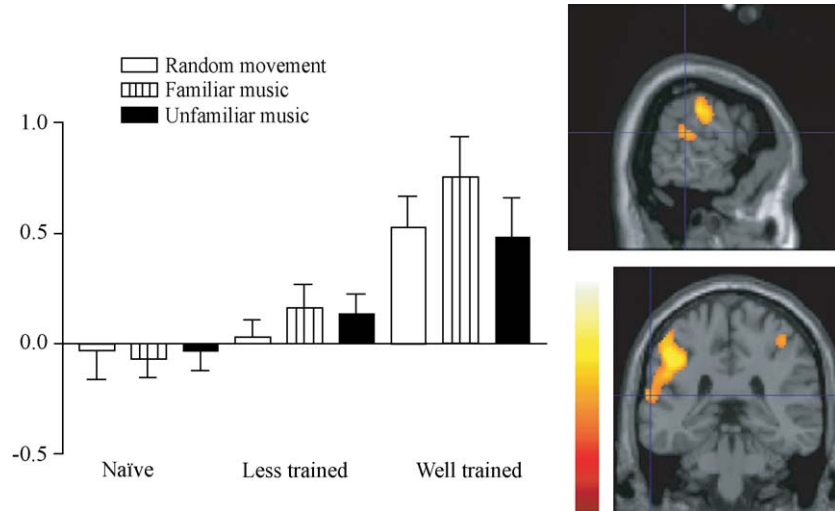 Random movement
Familiar music
Unfamiliar music
1.0
0.5
0.0
-0.5
Naïve
Less trained
Well trained